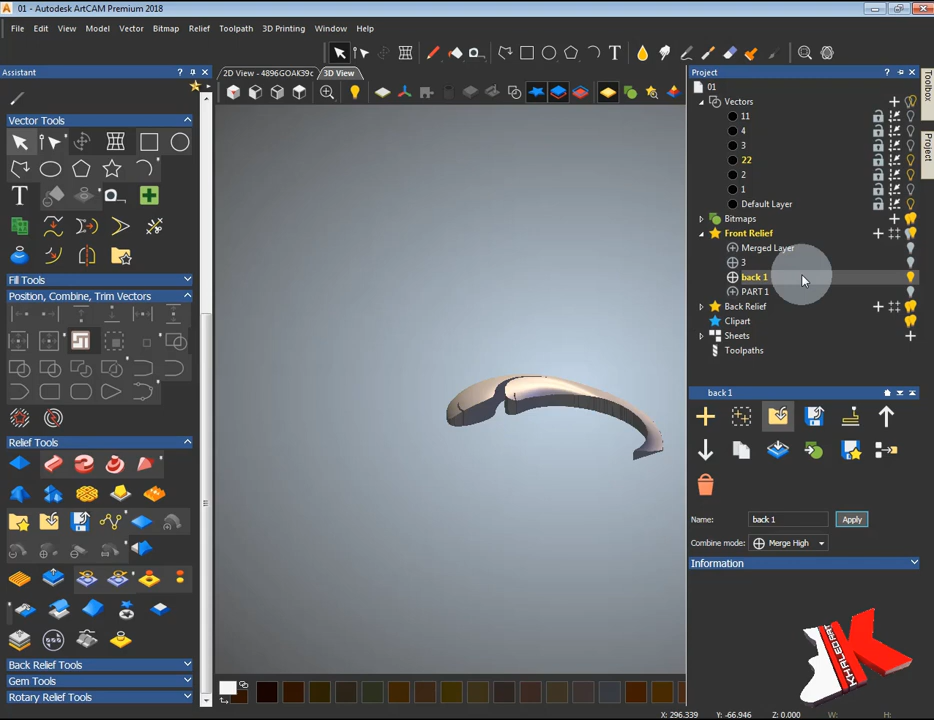 01 - Autodesk ArtCAM Premium 2018
File Edit View Model Vector Bitmap Relief Toolpath 3D Printing Window Help
Assistant
2D View - 4896GOAK39c
3D View
Project
Toolbox
Project
01
Vectors
11
4
3
22
2
1
Default Layer
Bitmaps
Front Relief
Merged Layer
3
back 1
PART 1
Back Relief
Clipart
Sheets
Toolpaths
Vector Tools
Fill Tools
Position, Combine, Trim Vectors
Relief Tools
Back Relief Tools
Gem Tools
Rotary Relief Tools
back 1
Name: back 1 Apply
Combine mode: Merge High
Information
KHALEDART
X: 296.339 Y: -66.946 Z: 0.000 W: H: